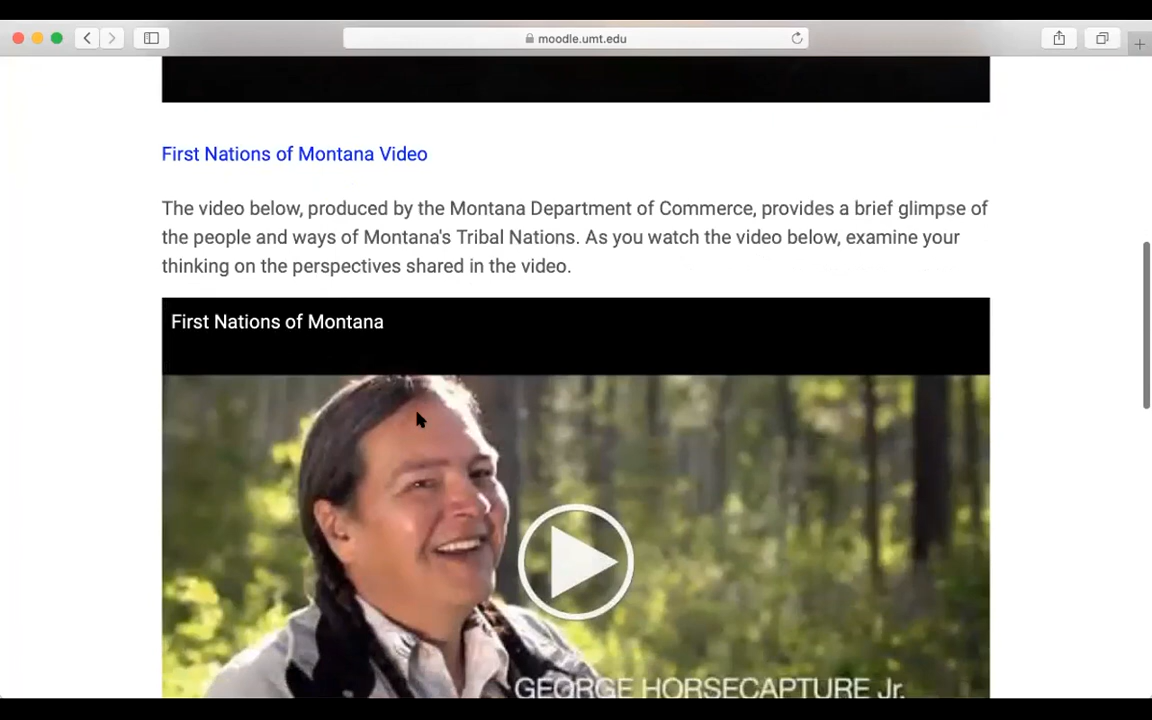 moodle.umt.edu
First Nations of Montana Video
The video below, produced by the Montana Department of Commerce, provides a brief glimpse of
the people and ways of Montana's Tribal Nations. As you watch the video below, examine your
thinking on the perspectives shared in the video.
First Nations of Montana
GEORGE HORSECAPTURE Jr.